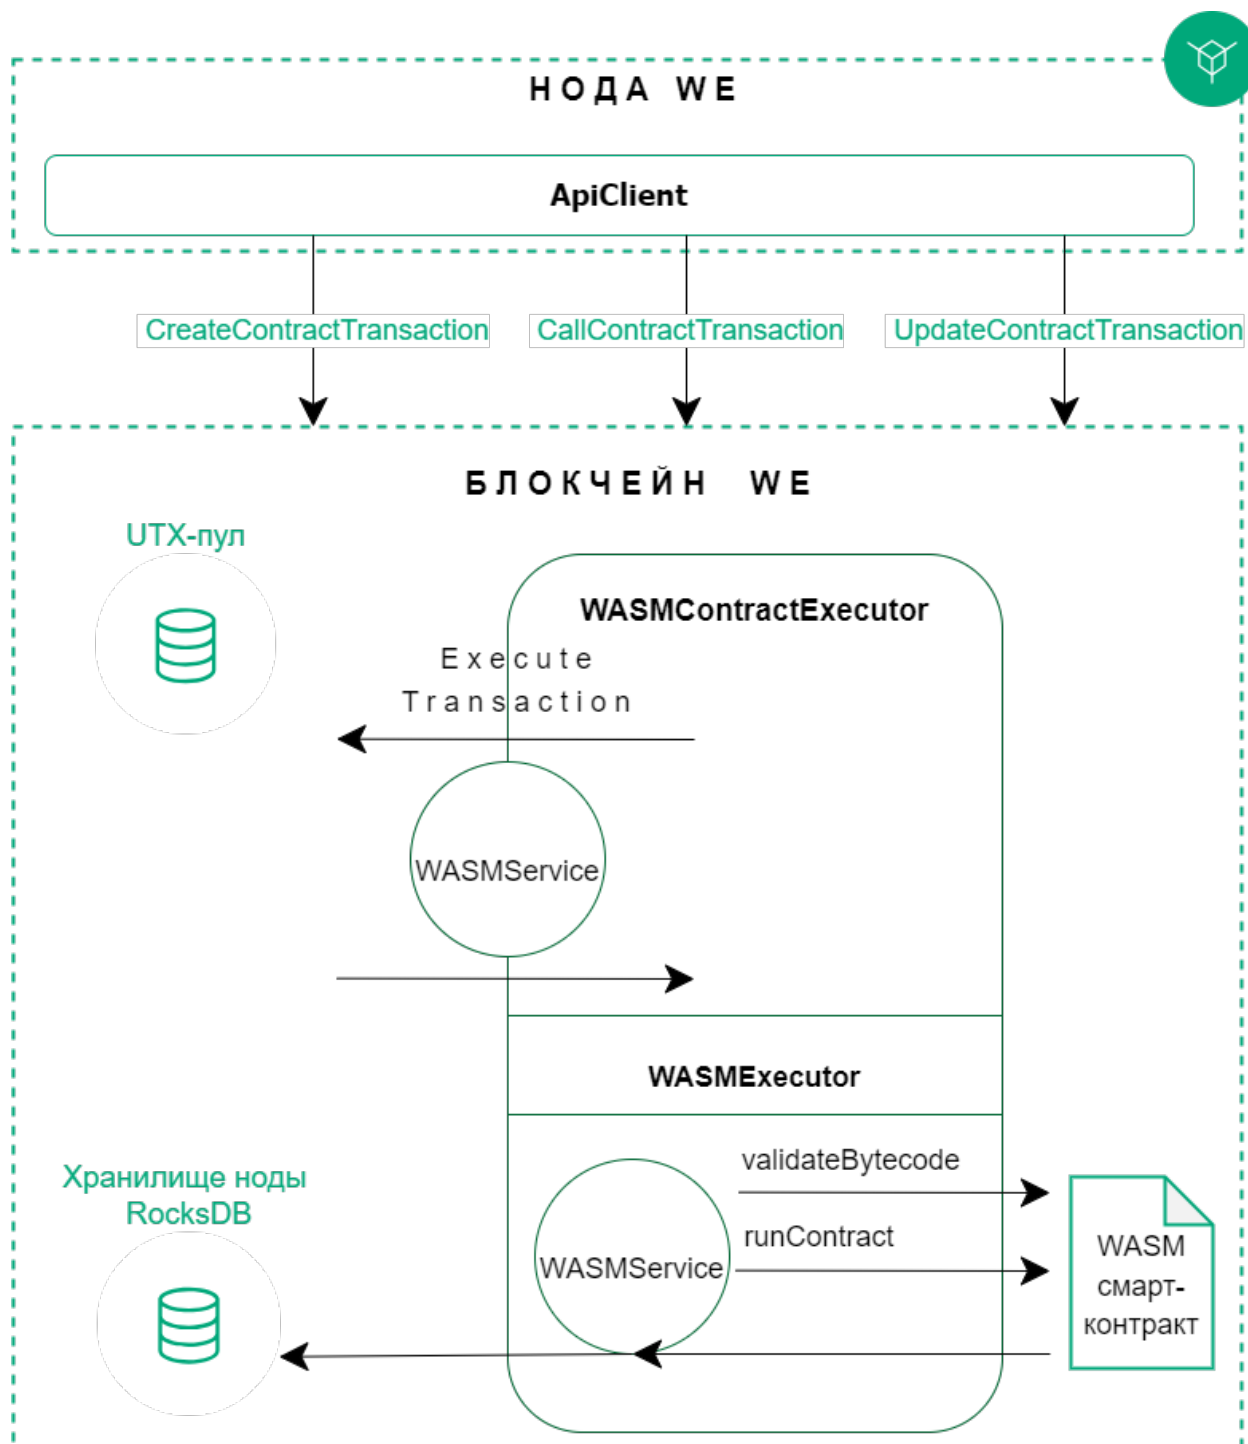 НОДА WE
ApiClient
CreateContractTransaction
CallContractTransaction
UpdateContractTransaction
БЛОКЧЕЙН WE
UTX-пул
WASMContractExecutor
Execute
Transaction
WASMService
WASMExecutor
validateBytecode
Хранилище ноды
RocksDB
runContract
WASMService
WASM
смарт-
контракт